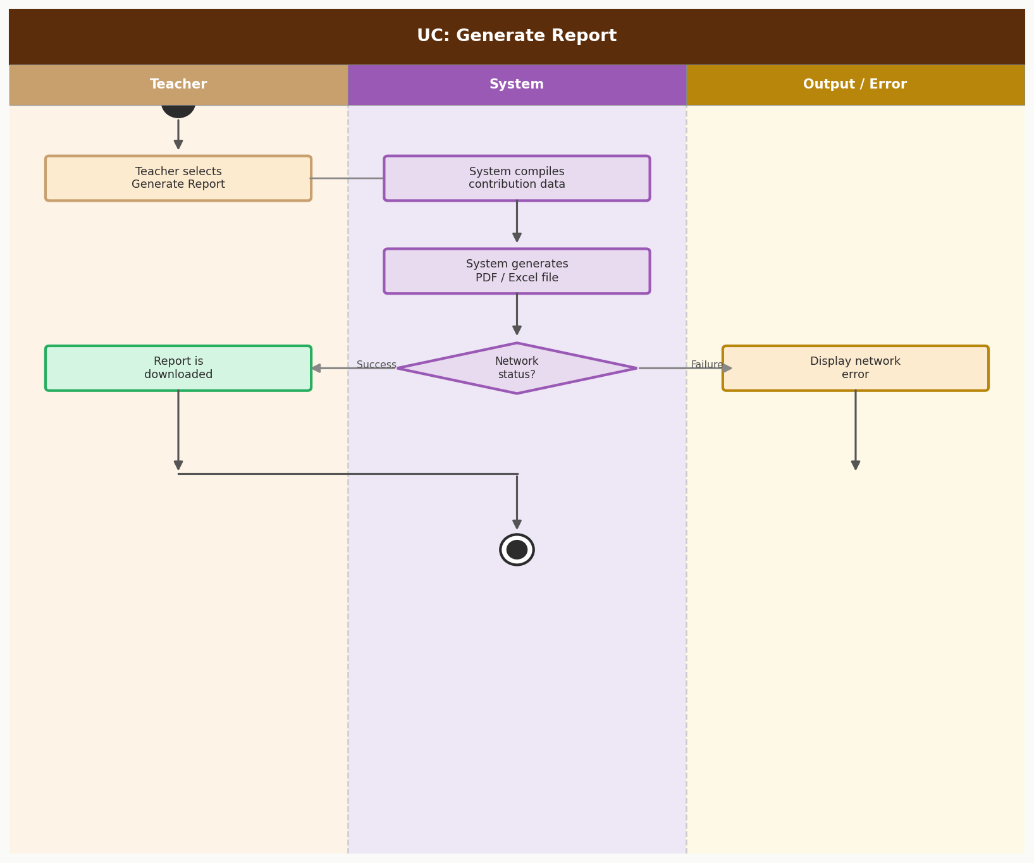 UC: Generate Report
Teacher
System
Output / Error
Teacher selects
Generate Report
System compiles
contribution data
System generates
PDF / Excel file
Report is
downloaded
Success
Network
status?
Failure
Display network
error